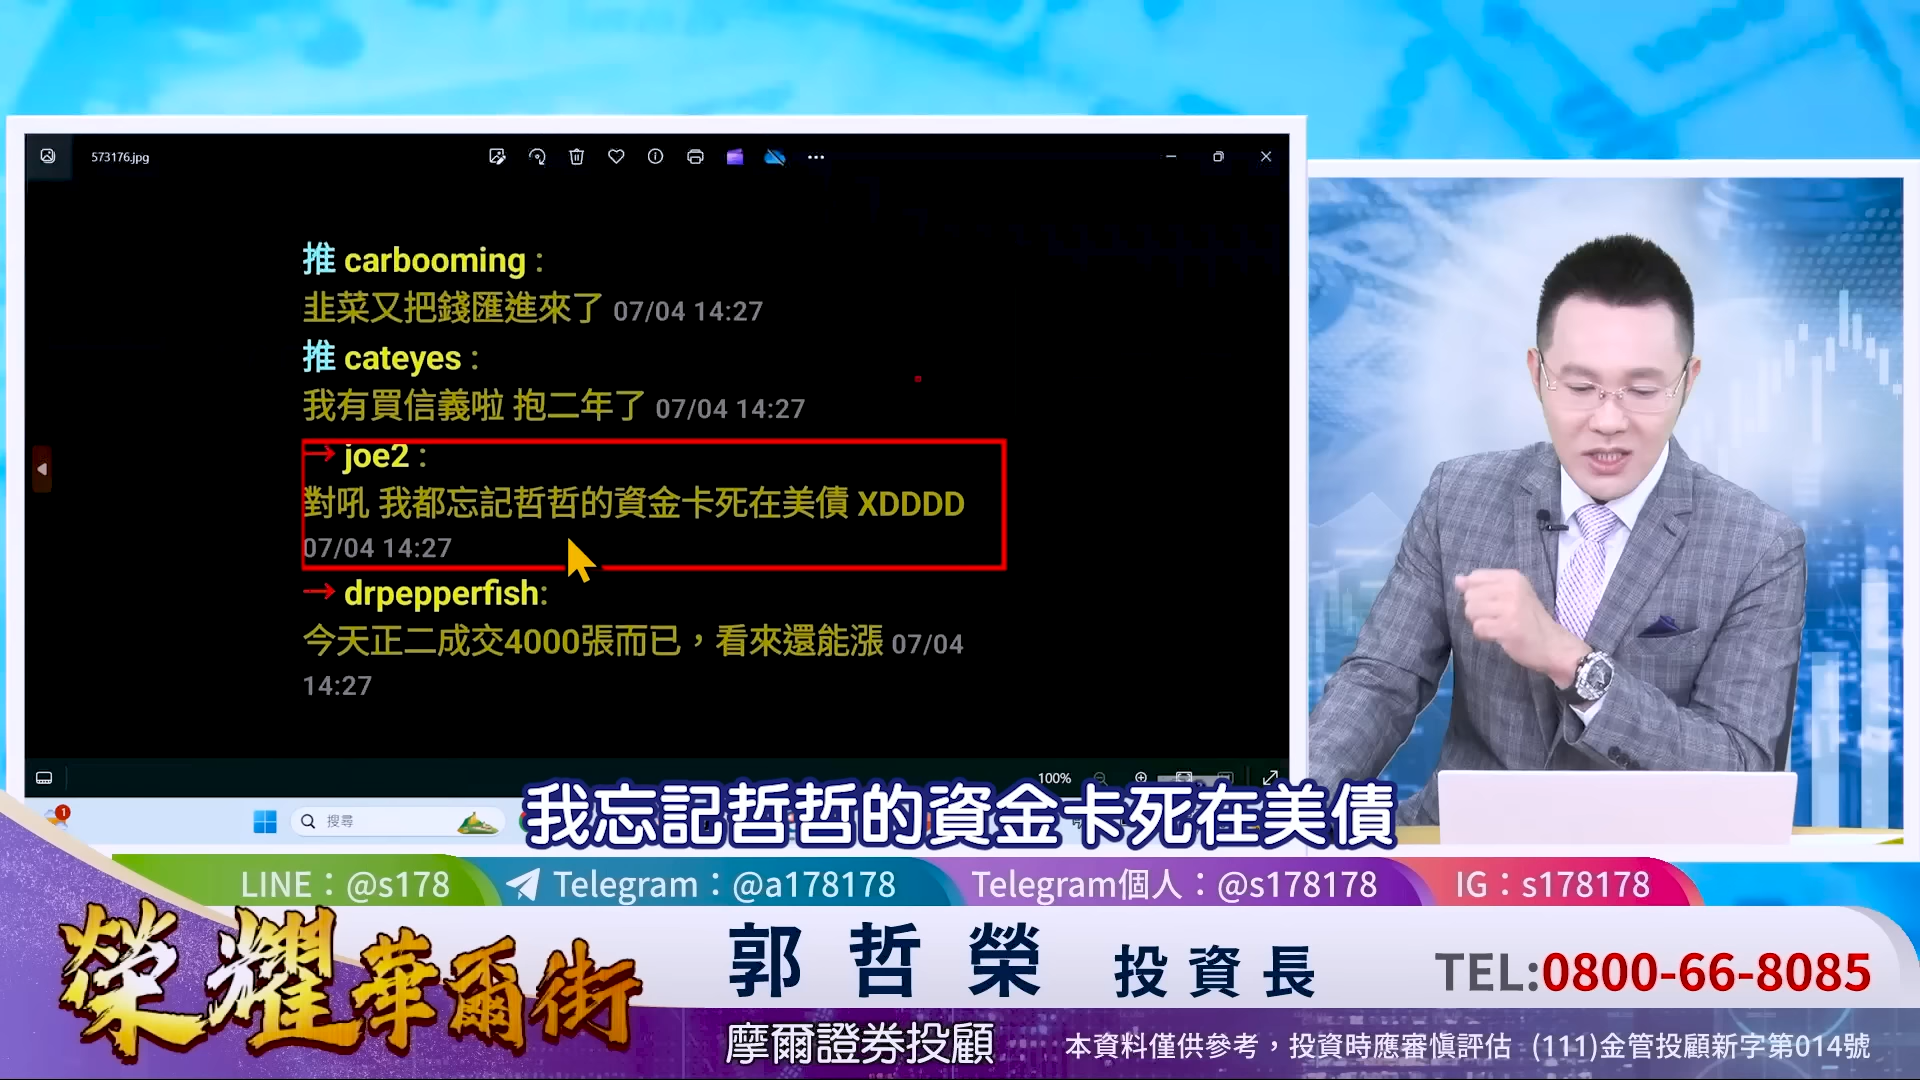 573176.jpg
推 carbooming :
韭菜又把錢匯進來了 07/04 14:27
推 cateyes :
我有買信義啦 抱二年了 07/04 14:27
→ joe2 :
對吼 我都忘記哲哲的資金卡死在美債 XDDDD
07/04 14:27
→ drpepperfish:
今天正二成交4000張而已，看來還能漲 07/04
14:27
100%
1
搜尋
我忘記哲哲的資金卡死在美債
LINE：@s178
Telegram：@a178178
Telegram個人：@s178178
IG：s178178
榮耀華爾街
郭哲榮 投資長
TEL:0800-66-8085
摩爾證券投顧
本資料僅供參考，投資時應審慎評估 (111)金管投顧新字第014號